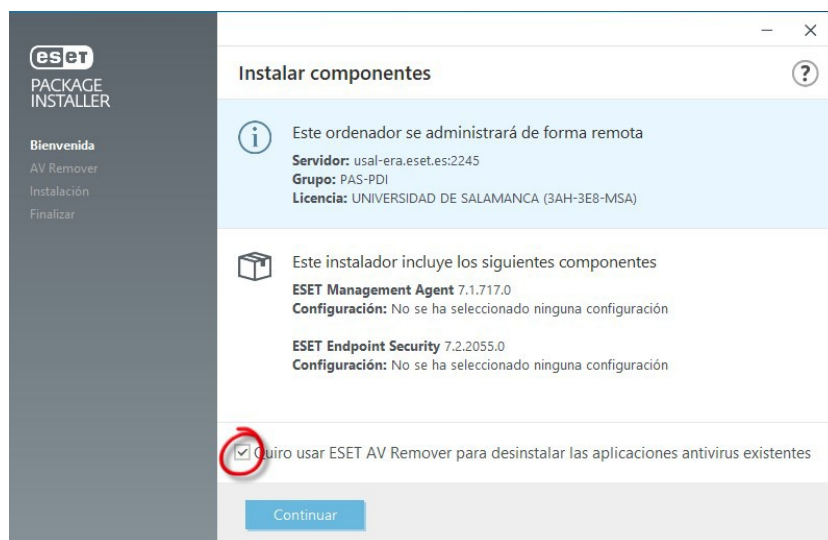 eset
PACKAGE
INSTALLER
Bienvenida
AV Remover
Instalación
Finalizar
Instalar componentes
?
i
Este ordenador se administrará de forma remota
Servidor: usal-era.eset.es:2245
Grupo: PAS-PDI
Licencia: UNIVERSIDAD DE SALAMANCA (3AH-3E8-MSA)
Este instalador incluye los siguientes componentes
ESET Management Agent 7.1.717.0
Configuración: No se ha seleccionado ninguna configuración
ESET Endpoint Security 7.2.2055.0
Configuración: No se ha seleccionado ninguna configuración
Quiro usar ESET AV Remover para desinstalar las aplicaciones antivirus existentes
Continuar